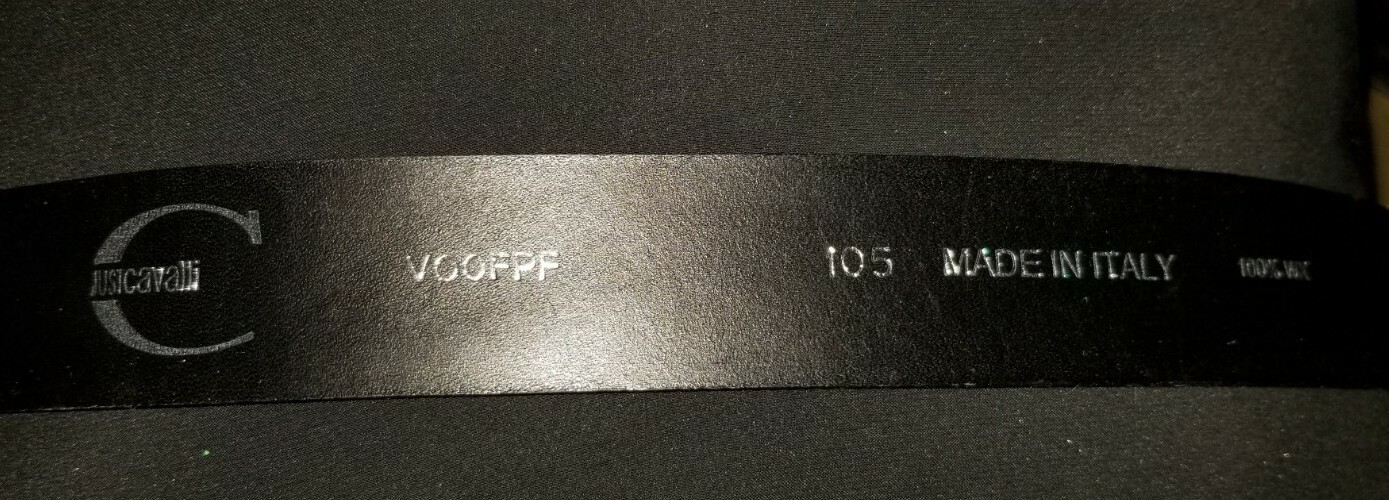 C
justcavalli
VOOFPF
105
MADE IN ITALY